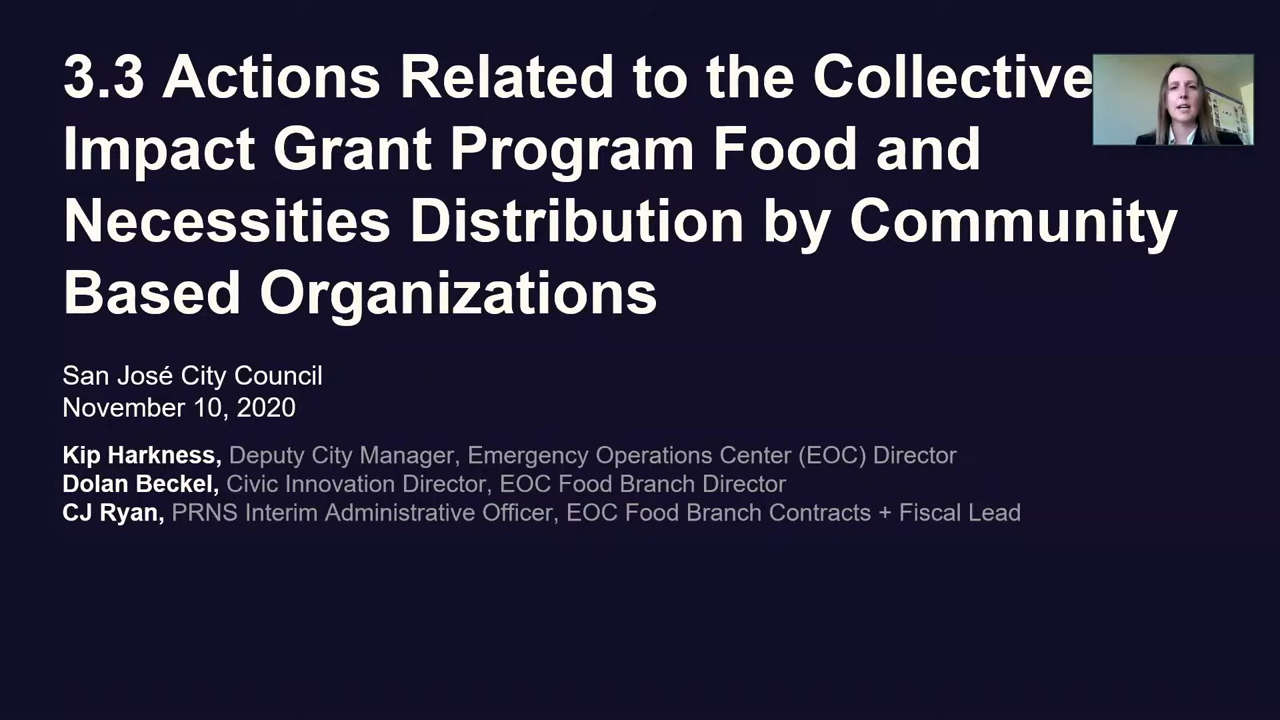 3.3 Actions Related to the Collective
Impact Grant Program Food and
Necessities Distribution by Community
Based Organizations
San José City Council
November 10, 2020
Kip Harkness, Deputy City Manager, Emergency Operations Center (EOC) Director
Dolan Beckel, Civic Innovation Director, EOC Food Branch Director
CJ Ryan, PRNS Interim Administrative Officer, EOC Food Branch Contracts + Fiscal Lead